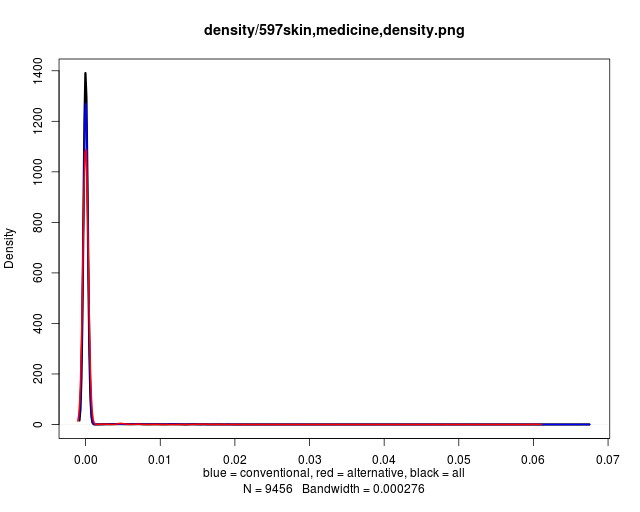 density/597skin,medicine,density.png
Density
1400
1200
1000
800
600
400
200
0
0.00 0.01 0.02 0.03 0.04 0.05 0.06 0.07
blue = conventional, red = alternative, black = all
N = 9456 Bandwidth = 0.000276